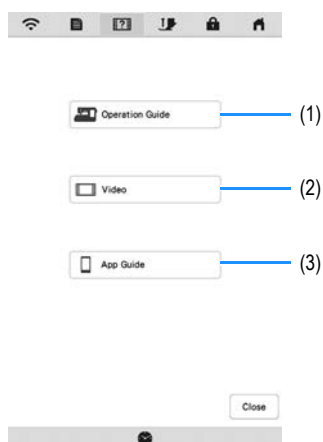 Operation Guide
(1)
Video
(2)
App Guide
(3)
Close